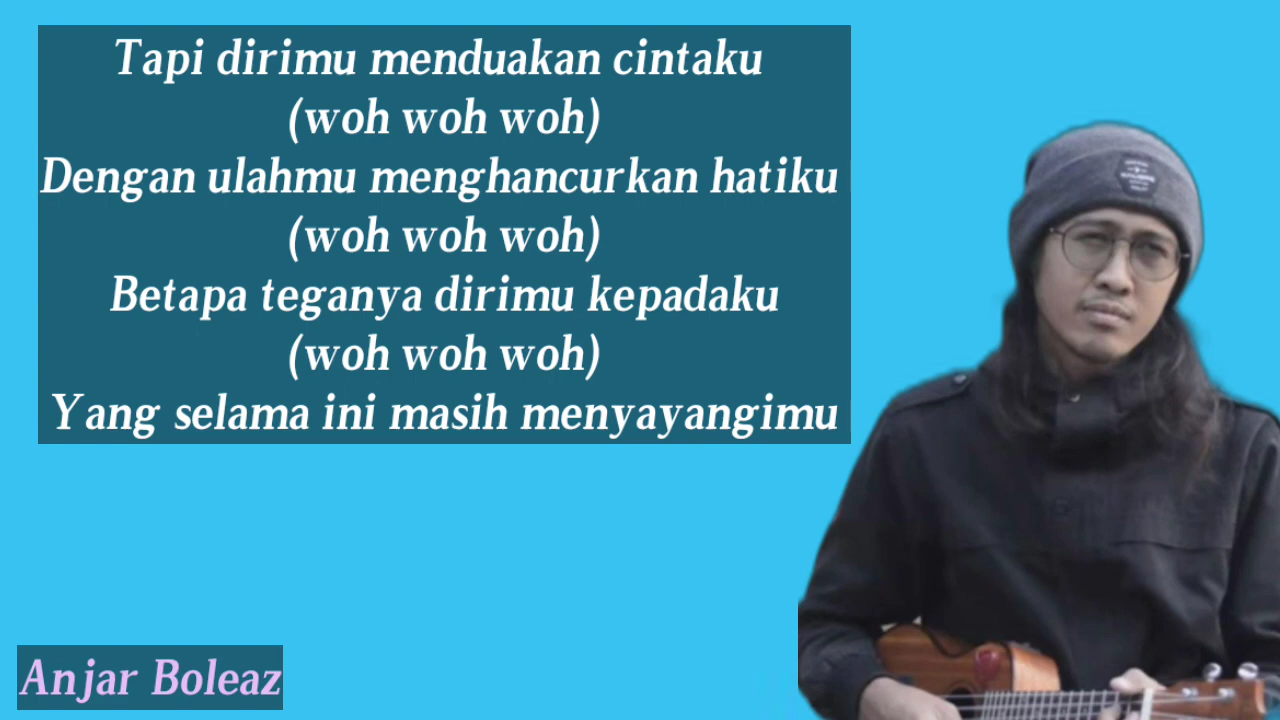 Tapi dirimu menduakan cintaku
(woh woh woh)
Dengan ulahmu menghancurkan hatiku
(woh woh woh)
Betapa teganya dirimu kepadaku
(woh woh woh)
Yang selama ini masih menyayangimu
Anjar Boleaz